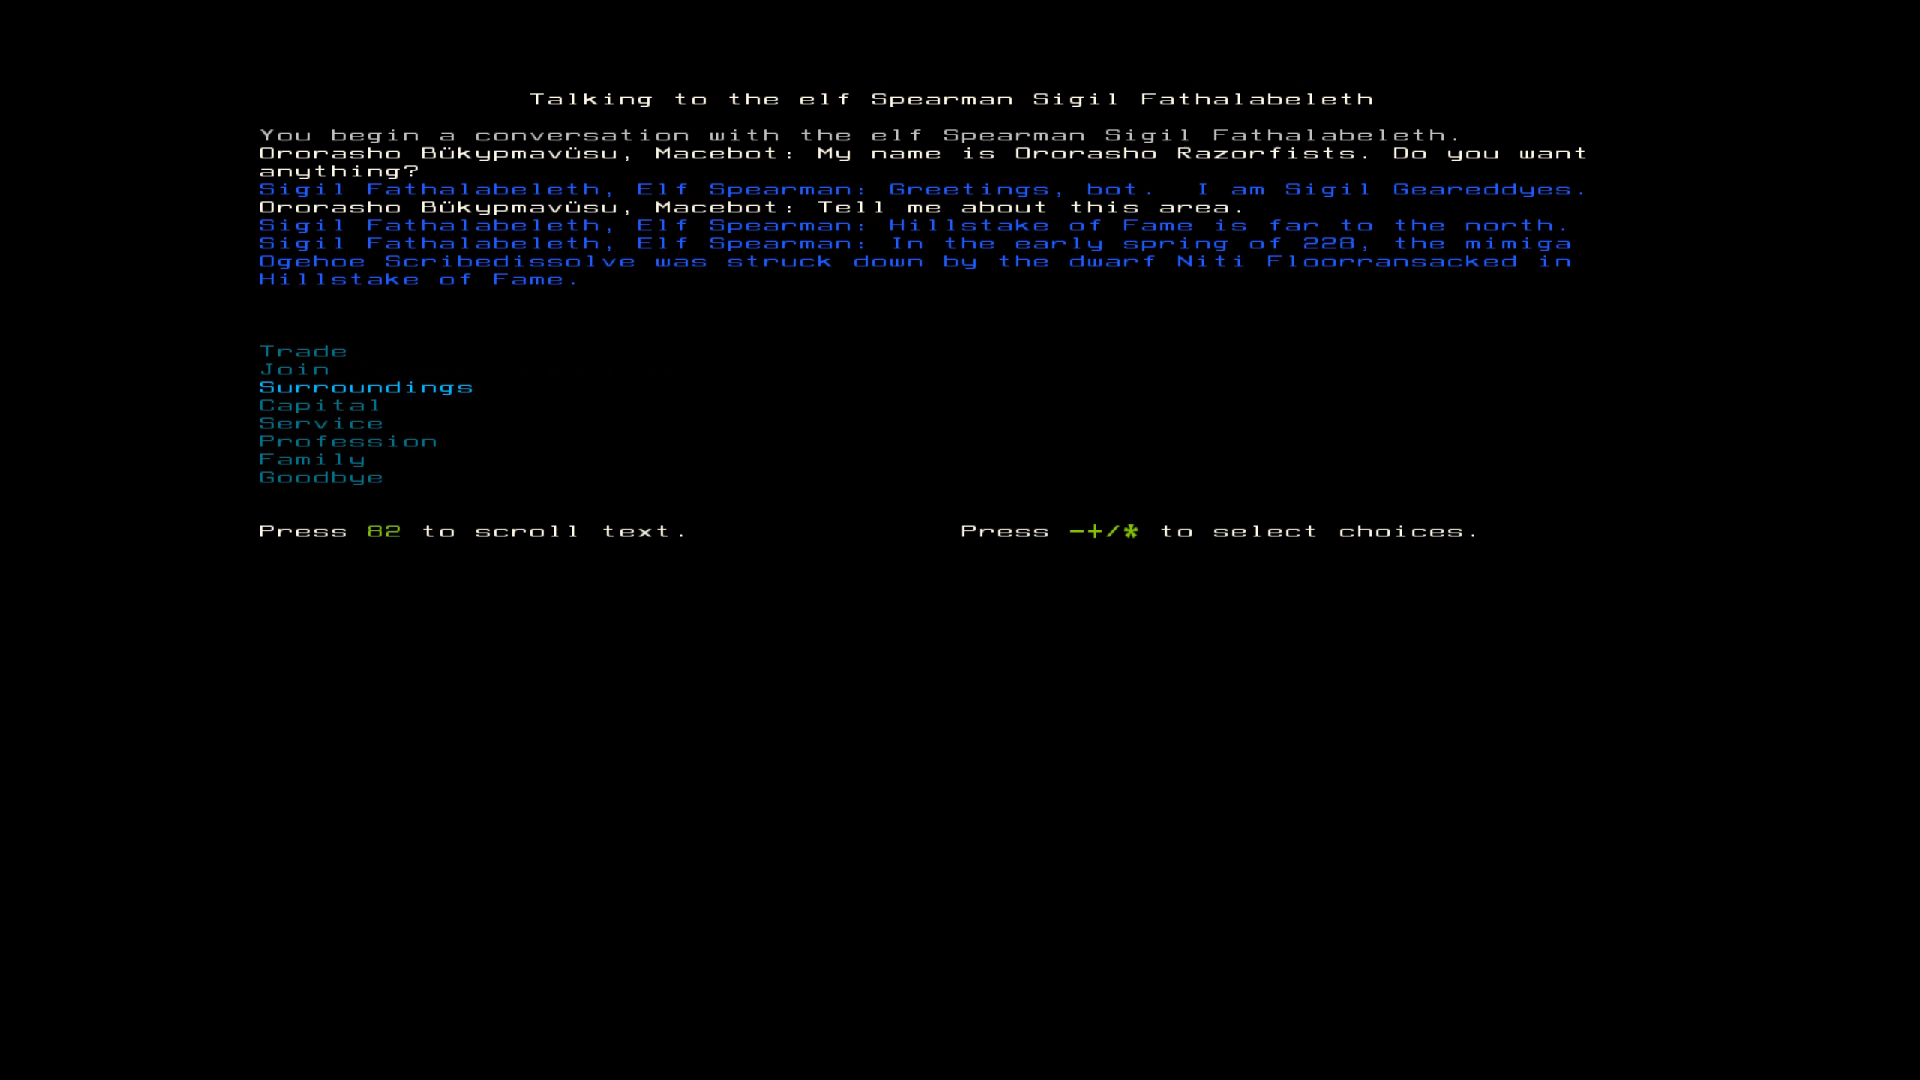 Talking to the elf Spearman Sigil Fathalabeleth
You begin a conversation with the elf Spearman Sigil Fathalabeleth.
Ororasho Bükypmavüsu, Macebot: My name is Ororasho Razorfists. Do you want
anything?
Sigil Fathalabeleth, Elf Spearman: Greetings, bot.  I am Sigil Geareddyes.
Ororasho Bükypmavüsu, Macebot: Tell me about this area.
Sigil Fathalabeleth, Elf Spearman: Hillstake of Fame is far to the north.
Sigil Fathalabeleth, Elf Spearman: In the early spring of 228, the mimiga
Ogehoe Scribedissolve was struck down by the dwarf Niti Floorransacked in
Hillstake of Fame.
Trade
Join
Surroundings
Capital
Service
Profession
Family
Goodbye
Press 82 to scroll text. Press -+/* to select choices.